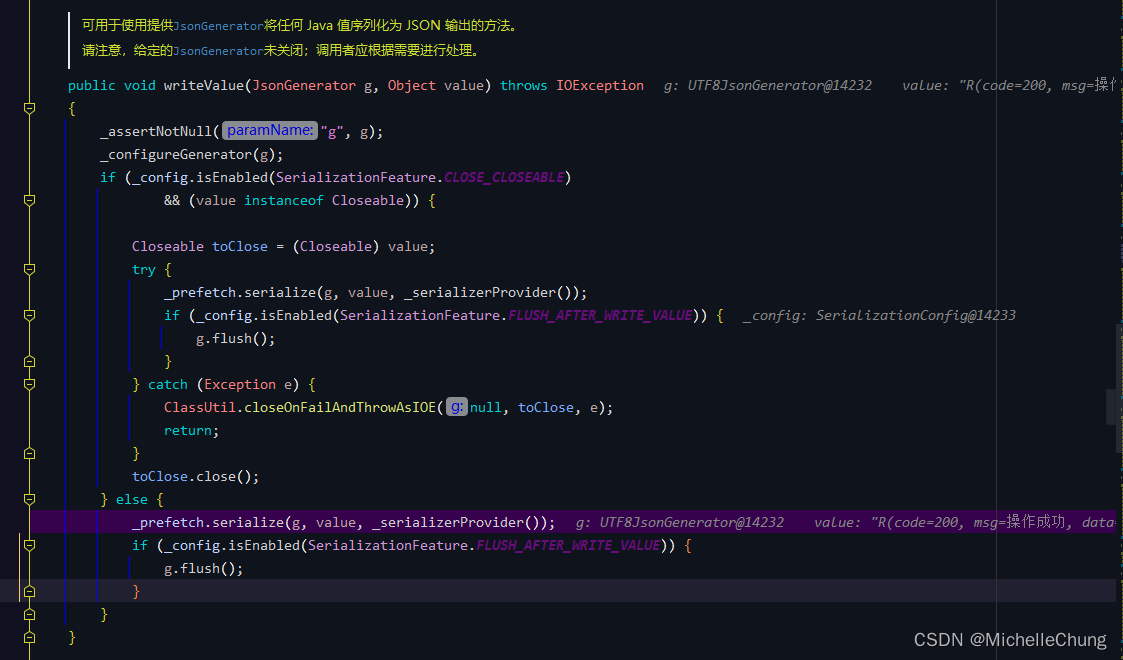 可用于使用提供JsonGenerator将任何 Java 值序列化为 JSON 输出的方法。
请注意，给定的JsonGenerator未关闭；调用者应根据需要进行处理。
public void writeValue(JsonGenerator g, Object value) throws IOException   g: UTF8JsonGenerator@14232   value: "R(code=200, msg=操作
{
    _assertNotNull( paramName: "g", g);
    _configureGenerator(g);
    if (_config.isEnabled(SerializationFeature.CLOSE_CLOSEABLE)
            && (value instanceof Closeable)) {
        Closeable toClose = (Closeable) value;
        try {
            _prefetch.serialize(g, value, _serializerProvider());
            if (_config.isEnabled(SerializationFeature.FLUSH_AFTER_WRITE_VALUE)) {   _config: SerializationConfig@14233
                g.flush();
            }
        } catch (Exception e) {
            ClassUtil.closeOnFailAndThrowAsIOE( g: null, toClose, e);
            return;
        }
        toClose.close();
    } else {
        _prefetch.serialize(g, value, _serializerProvider());   g: UTF8JsonGenerator@14232   value: "R(code=200, msg=操作成功, data=
        if (_config.isEnabled(SerializationFeature.FLUSH_AFTER_WRITE_VALUE)) {
            g.flush();
        }
    }
}
CSDN @MichelleChung